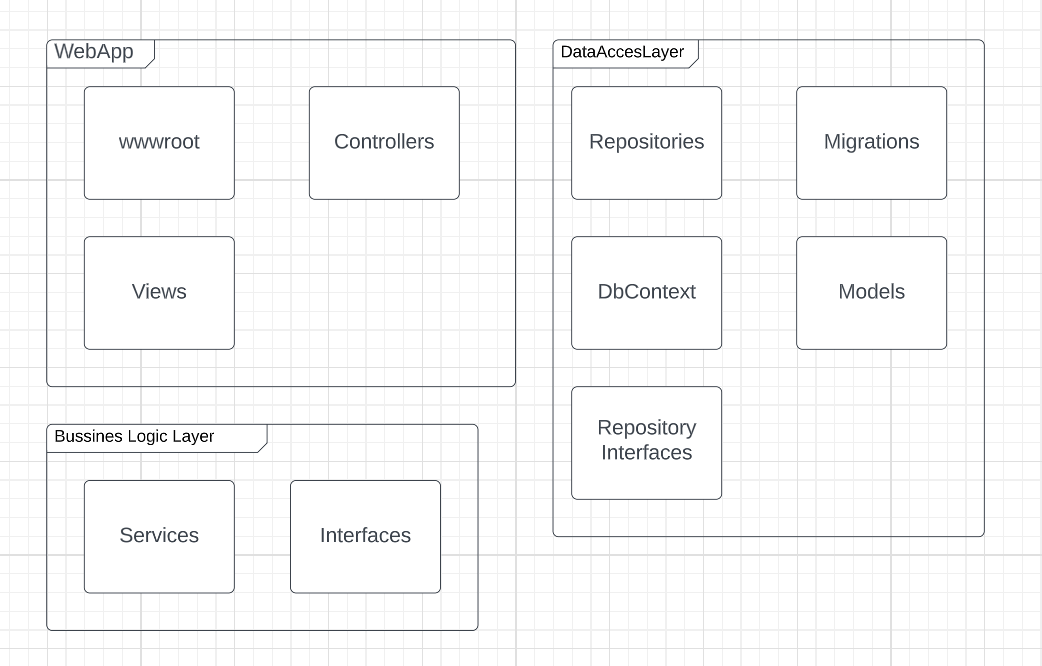 WebApp
wwwroot
Controllers
Views
Bussines Logic Layer
Services
Interfaces
DataAccesLayer
Repositories
Migrations
DbContext
Models
Repository
Interfaces